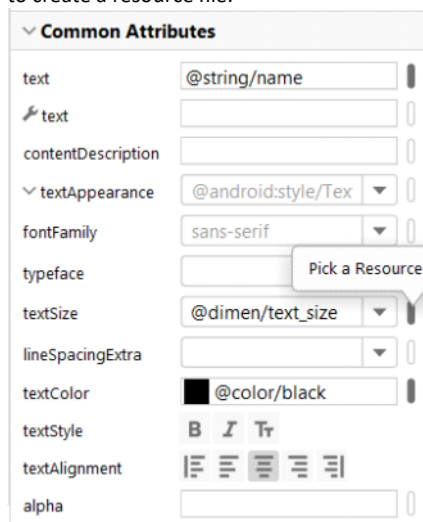 to create a resource file.
Common Attributes
text @string/name
text
contentDescription
textAppearance @android:style/Tex
fontFamily sans-serif
typeface
Pick a Resource
textSize @dimen/text_size
lineSpacingExtra
textColor @color/black
textStyle B I TT
textAlignment
alpha